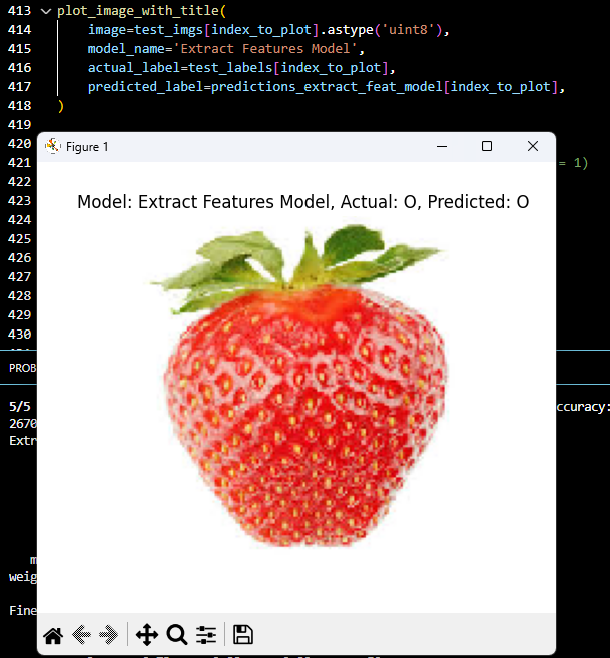 413 plot_image_with_title(
414 image=test_imgs[index_to_plot].astype('uint8'),
415 model_name='Extract Features Model',
416 actual_label=test_labels[index_to_plot],
417 predicted_label=predictions_extract_feat_model[index_to_plot],
418 )
419
420
421 = 1)
422
423
424
425
426
427
428
429
430
Figure 1
Model: Extract Features Model, Actual: O, Predicted: O
PROB
5/5 ccuracy:
2670
Extr
m
weig
Fine